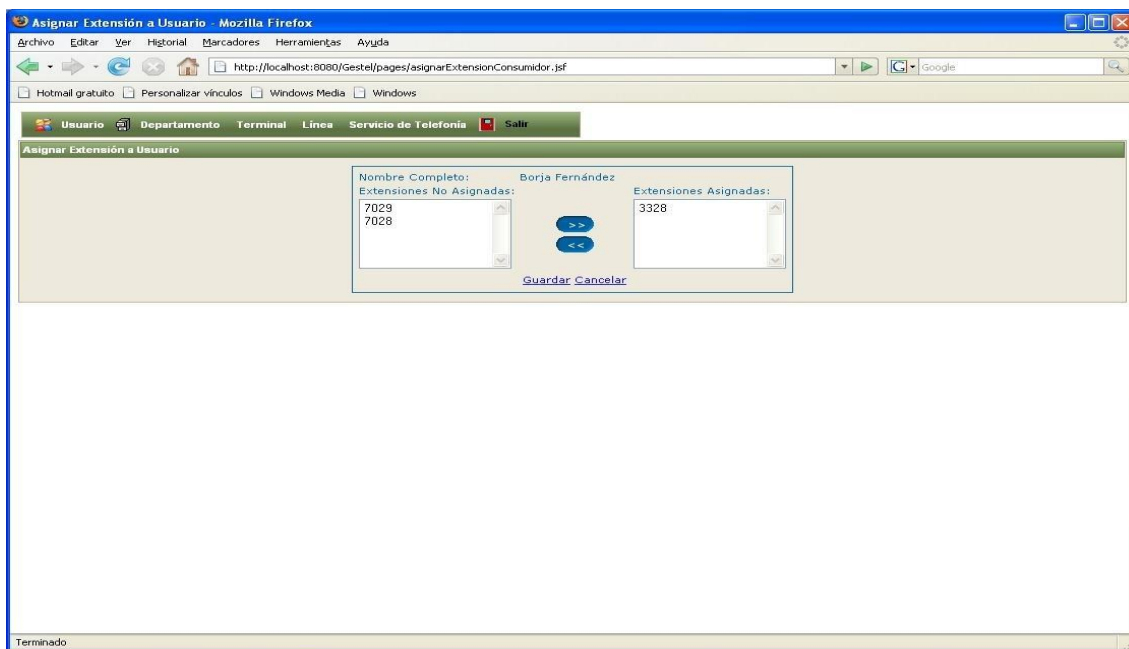 Asignar Extensión a Usuario - Mozilla Firefox
Archivo Editar Ver Historial Marcadores Herramientas Ayuda
http://localhost:8080/Gestel/pages/asignarExtensionConsumidor.jsf
G Google
Hotmail gratuito Personalizar vínculos Windows Media Windows
Usuario Departamento Terminal Línea Servicio de Telefonía Salir
Asignar Extensión a Usuario
Nombre Completo: Borja Fernández
Extensiones No Asignadas: Extensiones Asignadas:
7029 3328
7028
>>
<<
Guardar Cancelar
Terminado